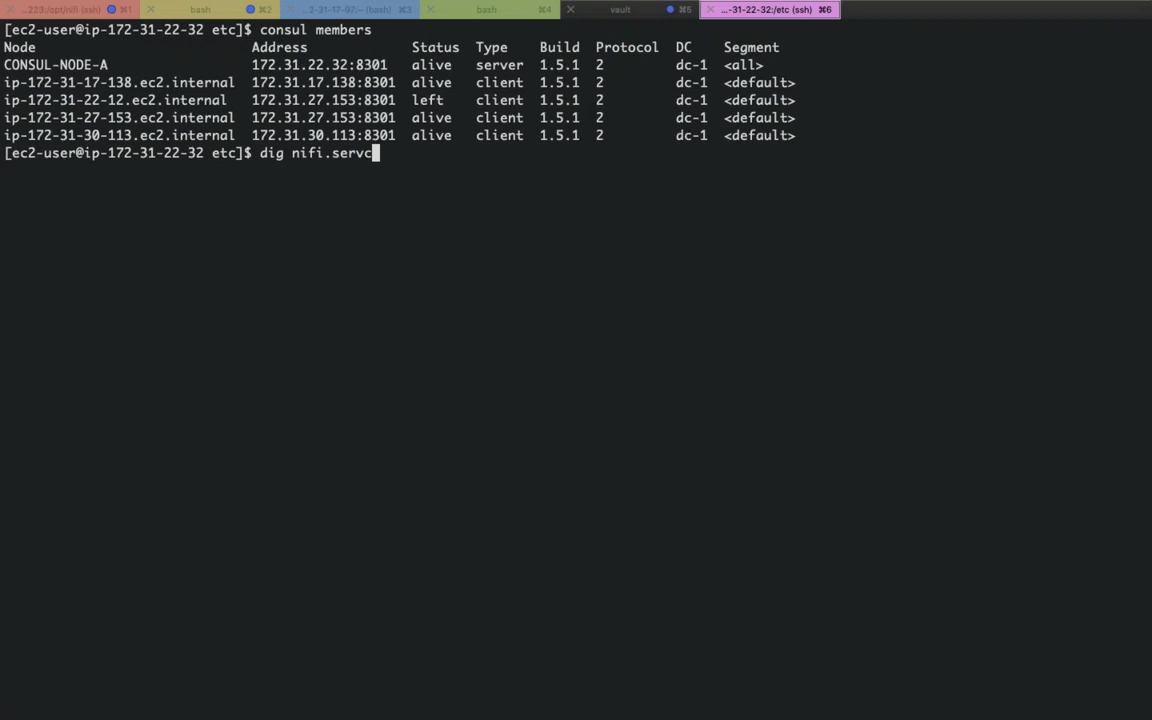 ...223:/opt/nifi (ssh) ⌘1 bash ⌘2 ...2-31-17-97:~ (bash) ⌘3 bash ⌘4 vault ⌘5 ...-31-22-32:/etc (ssh) ⌘6
[ec2-user@ip-172-31-22-32 etc]$ consul members
Node Address Status Type Build Protocol DC Segment
CONSUL-NODE-A 172.31.22.32:8301 alive server 1.5.1 2 dc-1 <all>
ip-172-31-17-138.ec2.internal 172.31.17.138:8301 alive client 1.5.1 2 dc-1 <default>
ip-172-31-22-12.ec2.internal 172.31.27.153:8301 left client 1.5.1 2 dc-1 <default>
ip-172-31-27-153.ec2.internal 172.31.27.153:8301 alive client 1.5.1 2 dc-1 <default>
ip-172-31-30-113.ec2.internal 172.31.30.113:8301 alive client 1.5.1 2 dc-1 <default>
[ec2-user@ip-172-31-22-32 etc]$ dig nifi.servc